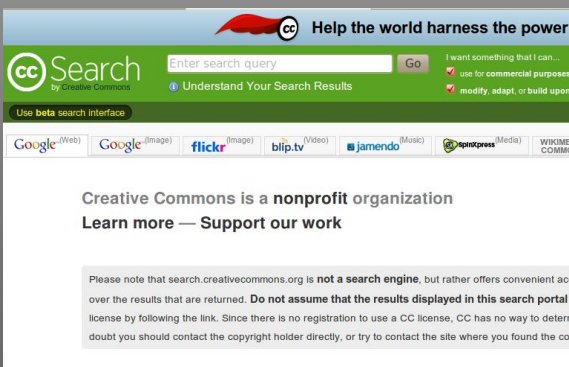 cc Help the world harness the power
cc Search
by Creative Commons
Enter search query Go
Understand Your Search Results
I want something that I can...
use for commercial purposes
modify, adapt, or build upon
Use beta search interface
Google (Web) Google (Image) flickr (Image) blip.tv (Video) jamendo (Music) SpinXpress (Media)
Creative Commons is a nonprofit organization
Learn more — Support our work
Please note that search.creativecommons.org is not a search engine, but rather offers convenient
over the results that are returned. Do not assume that the results displayed in this search portal
license by following the link. Since there is no registration to use a CC license, CC has no way to
doubt you should contact the copyright holder directly, or try to contact the site where you found the